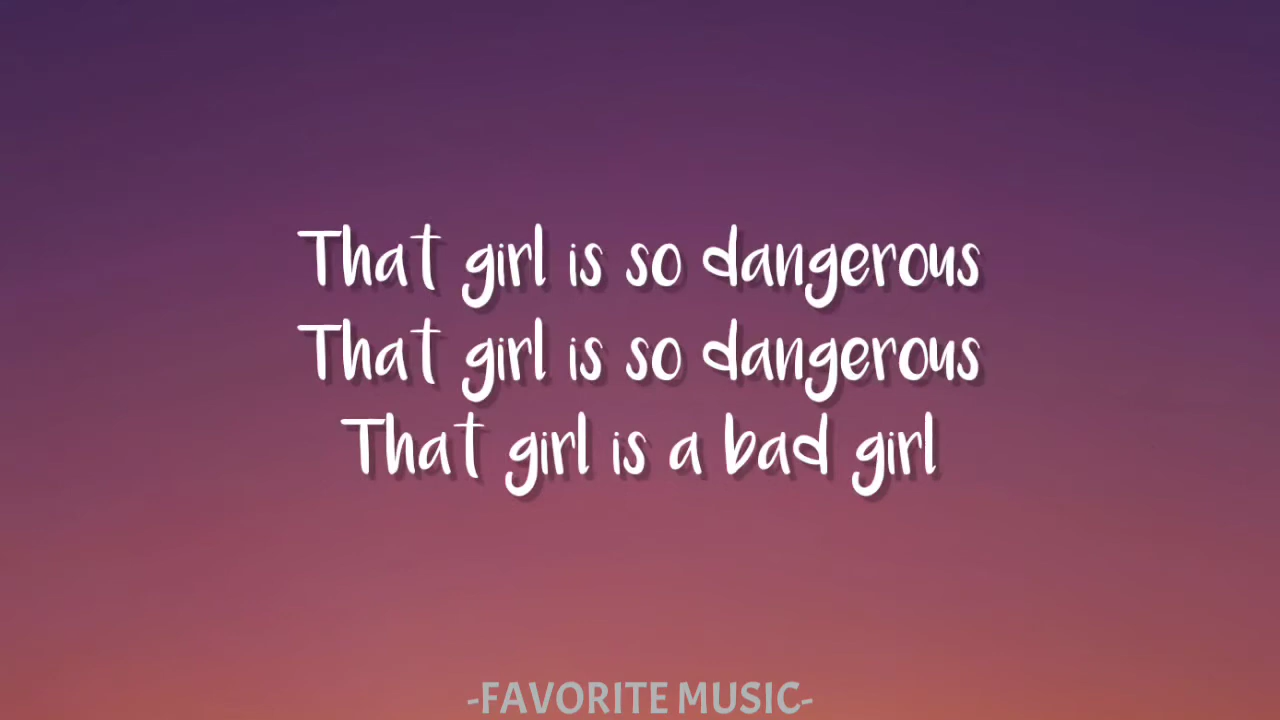 That girl is so dangerous
That girl is so dangerous
That girl is a bad girl
-FAVORITE MUSIC-